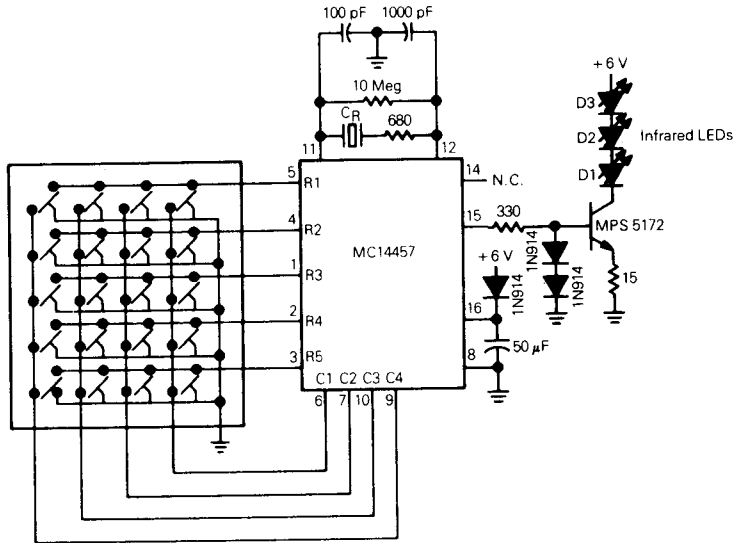 100 pF
1000 pF
10 Meg
C_R
680
11
12
+ 6 V
D3
D2
Infrared LEDs
D1
5
R1
14
N.C.
4
R2
15
330
MPS 5172
MC14457
1
R3
+ 6 V
1N914
1N914
1N914
15
2
R4
16
3
R5
50 µF
8
C1
C2
C3
C4
6
7
10
9